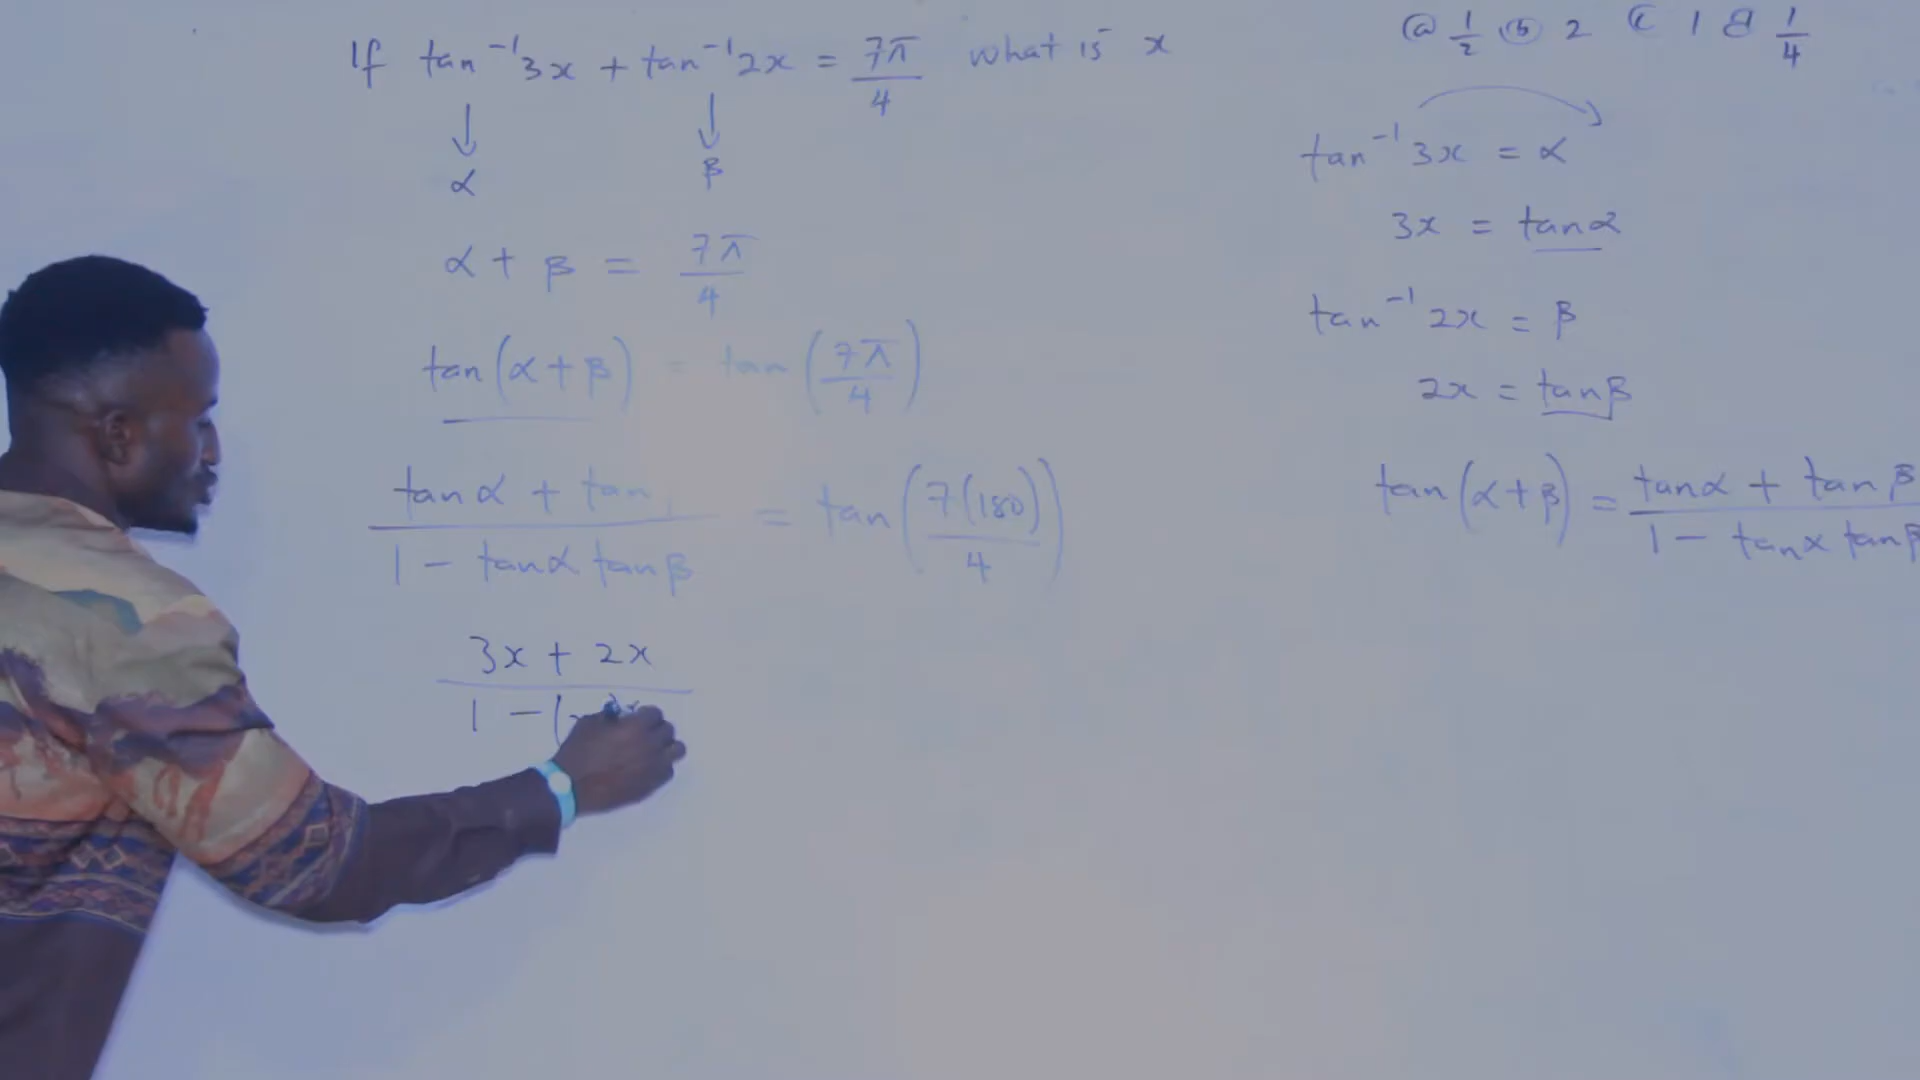 If tan⁻¹3x + tan⁻¹2x = 7π/4 what is x
ⓐ 1/2 ⓑ 2 ⓒ 1 ⓓ 1/4
α β
α + β = 7π/4
tan(α + β) = tan(7π/4)
(tanα + tan)/(1 - tanα tanβ) = tan(7(180)/4)
(3x + 2x)/(1 - (
tan⁻¹3x = α
3x = tanα
tan⁻¹2x = β
2x = tanβ
tan(α + β) = (tanα + tanβ)/(1 - tanα tanβ